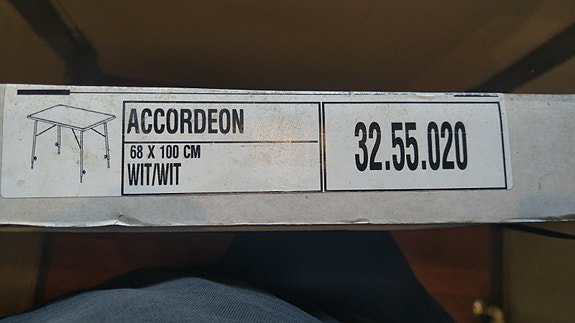 ACCORDEON
68 X 100 CM
WIT/WIT
32.55.020